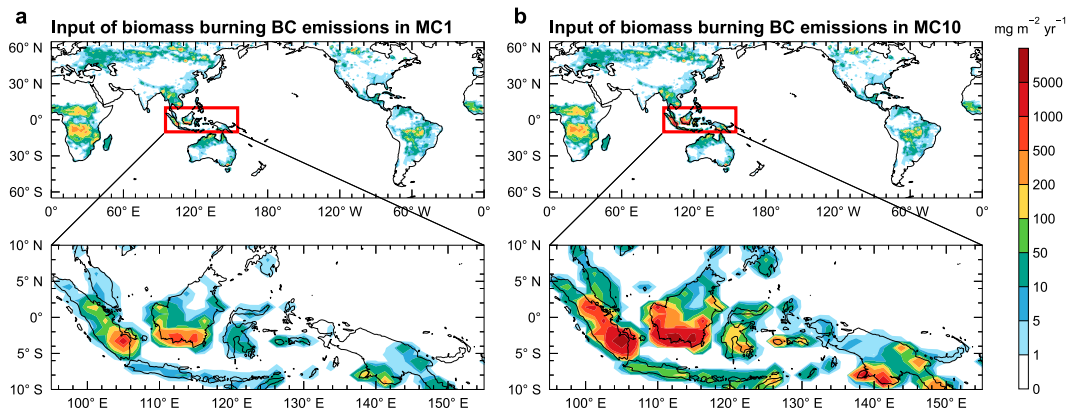 a
Input of biomass burning BC emissions in MC1
60° N
30° N
0°
30° S
60° S
0° 60° E 120° E 180° 120° W 60° W 0°
10° N
5° N
0°
5° S
10° S
100° E 110° E 120° E 130° E 140° E 150° E
b
Input of biomass burning BC emissions in MC10
60° N
30° N
0°
30° S
60° S
0° 60° E 120° E 180° 120° W 60° W 0°
10° N
5° N
0°
5° S
10° S
100° E 110° E 120° E 130° E 140° E 150° E
mg m⁻² yr⁻¹
5000
1000
500
200
100
50
10
5
1
0